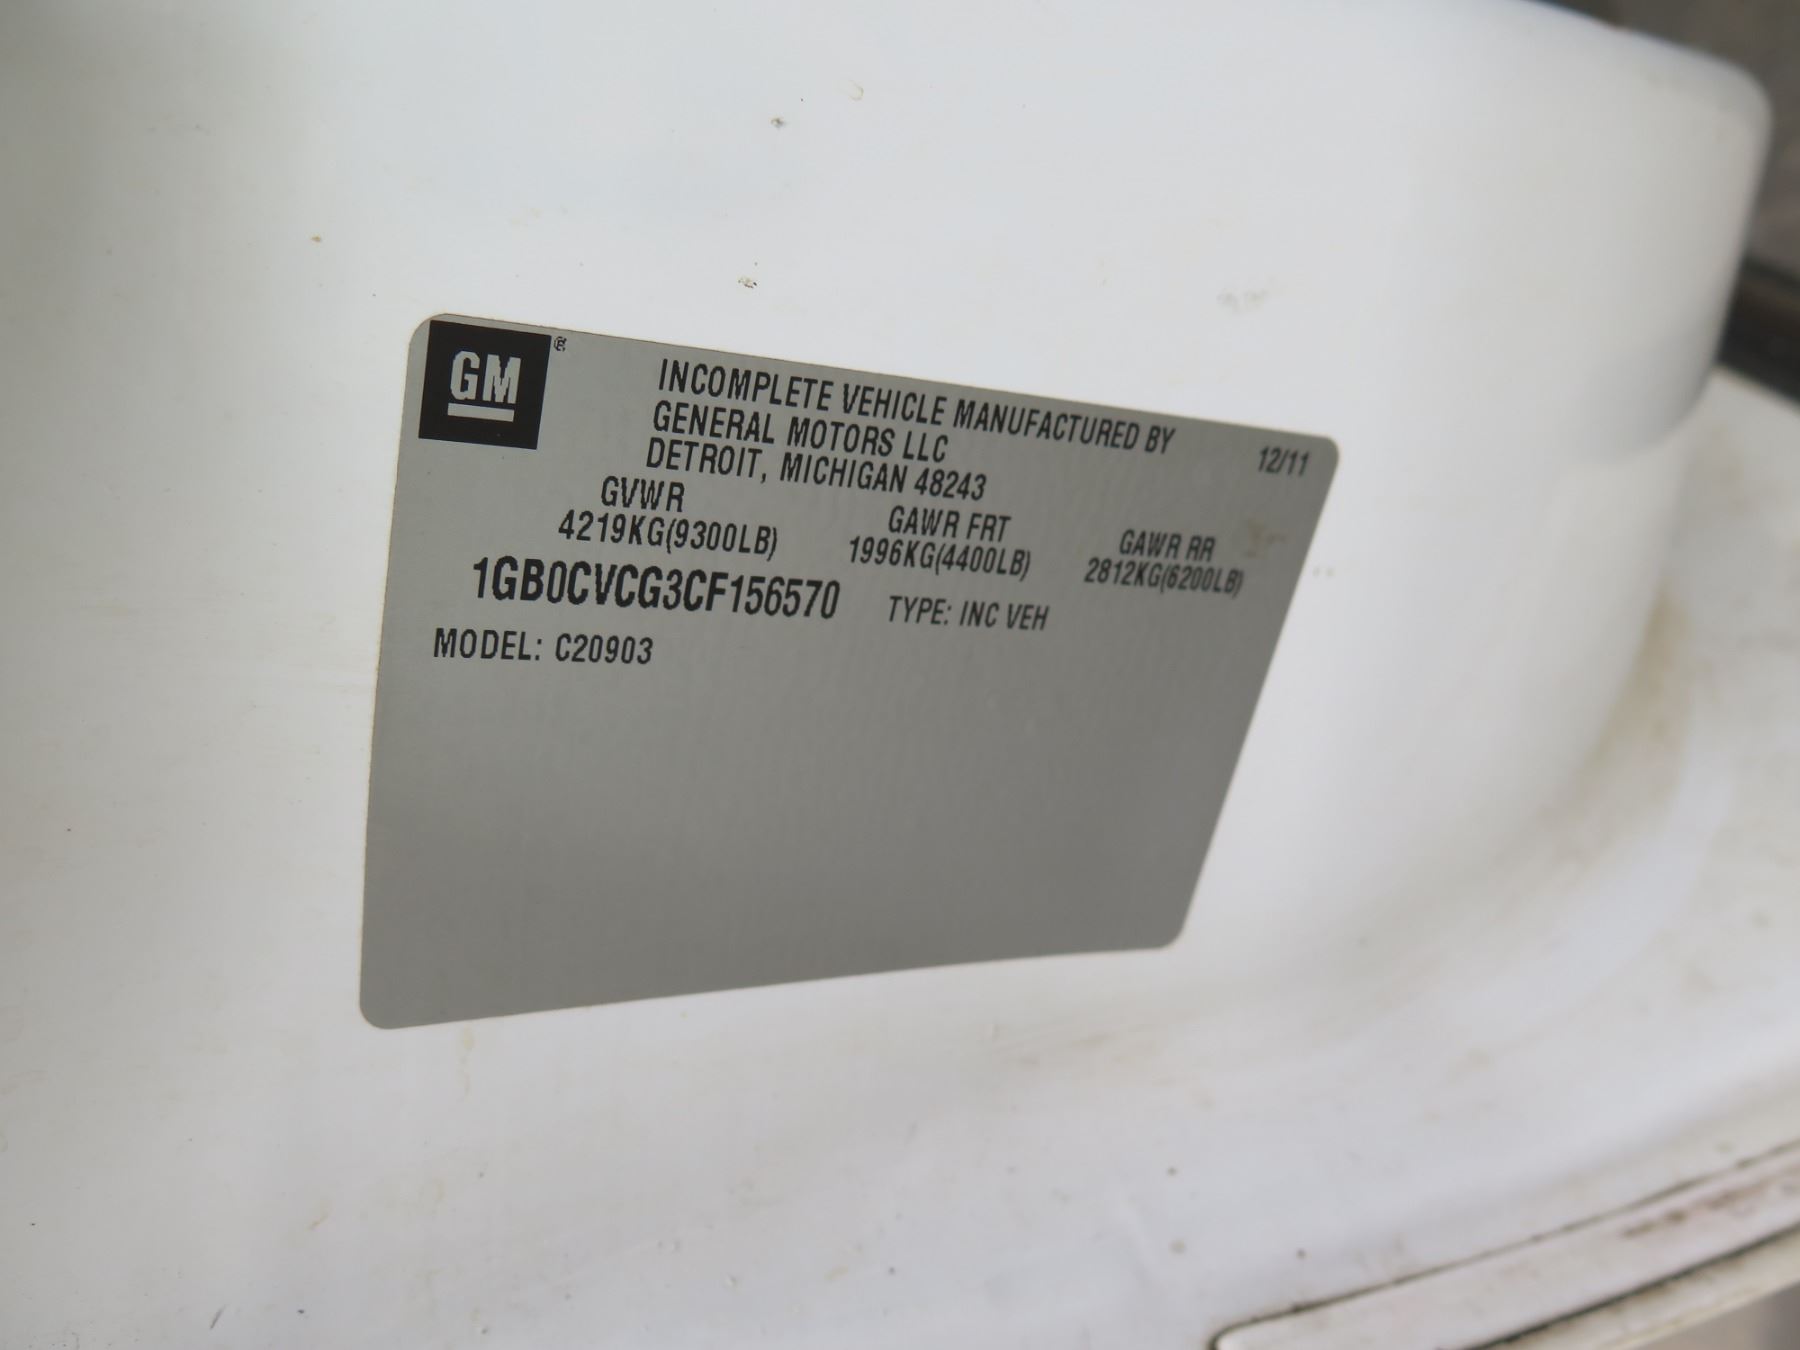 GM ®
INCOMPLETE VEHICLE MANUFACTURED BY
GENERAL MOTORS LLC 12/11
DETROIT, MICHIGAN 48243
GVWR GAWR FRT GAWR RR
4219KG(9300LB) 1996KG(4400LB) 2812KG(6200LB)
1GB0CVCG3CF156570 TYPE: INC VEH
MODEL: C20903